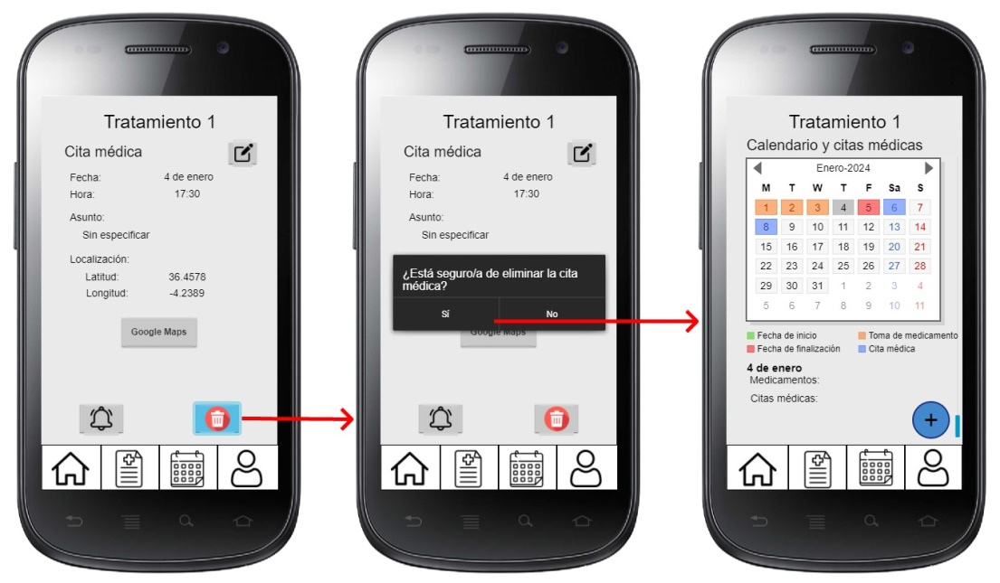 Tratamiento 1
Cita médica
Fecha: 4 de enero
Hora: 17:30
Asunto:
Sin especificar
Localización:
Latitud: 36.4578
Longitud: -4.2389
Google Maps
Tratamiento 1
Cita médica
Fecha: 4 de enero
Hora: 17:30
Asunto:
Sin especificar
¿Está seguro/a de eliminar la cita
médica?
Sí No
Google Maps
Tratamiento 1
Calendario y citas médicas
Enero-2024
M T W T F Sa S
1 2 3 4 5 6 7
8 9 10 11 12 13 14
15 16 17 18 19 20 21
22 23 24 25 26 27 28
29 30 31 1 2 3 4
5 6 7 8 9 10 11
Fecha de inicio Toma de medicamento
Fecha de finalización Cita médica
4 de enero
Medicamentos:
Citas médicas:
+